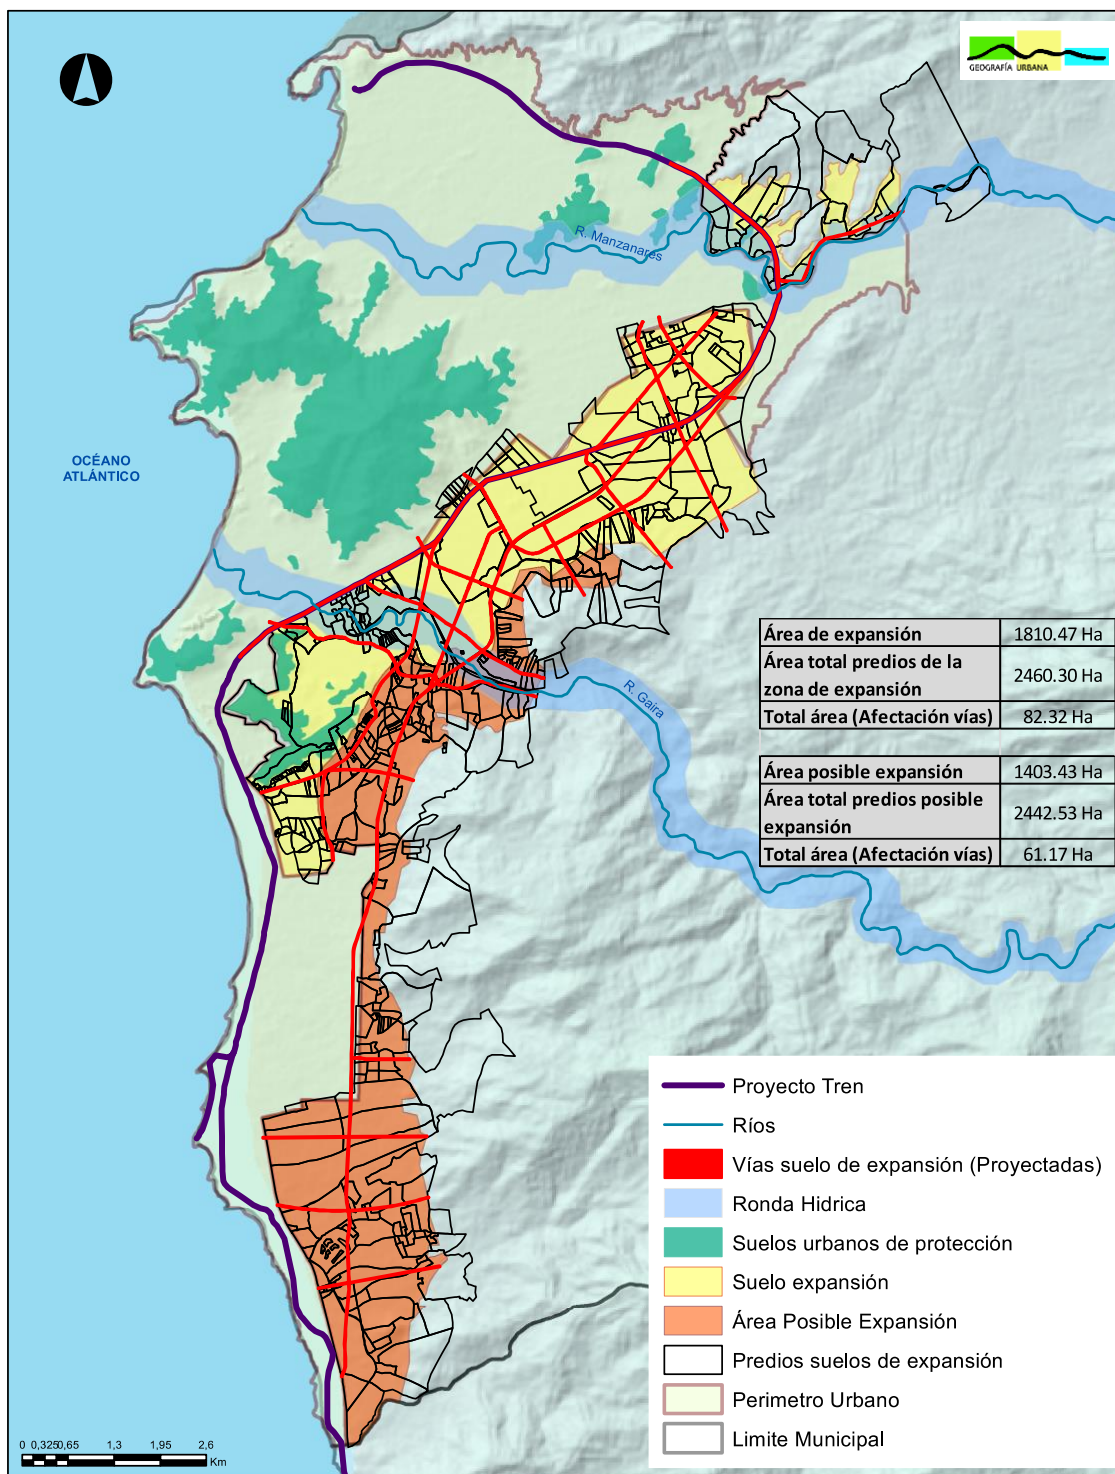 GEOGRAFÍA URBANA
R. Manzanares
OCÉANO
ATLÁNTICO
R. Gaira
Área de expansión 1810.47 Ha
Área total predios de la
zona de expansión 2460.30 Ha
Total área (Afectación vías) 82.32 Ha
Área posible expansión 1403.43 Ha
Área total predios posible
expansión 2442.53 Ha
Total área (Afectación vías) 61.17 Ha
Proyecto Tren
Ríos
Vías suelo de expansión (Proyectadas)
Ronda Hidrica
Suelos urbanos de protección
Suelo expansión
Área Posible Expansión
Predios suelos de expansión
Perimetro Urbano
Limite Municipal
0 0,325 0,65 1,3 1,95 2,6
Km